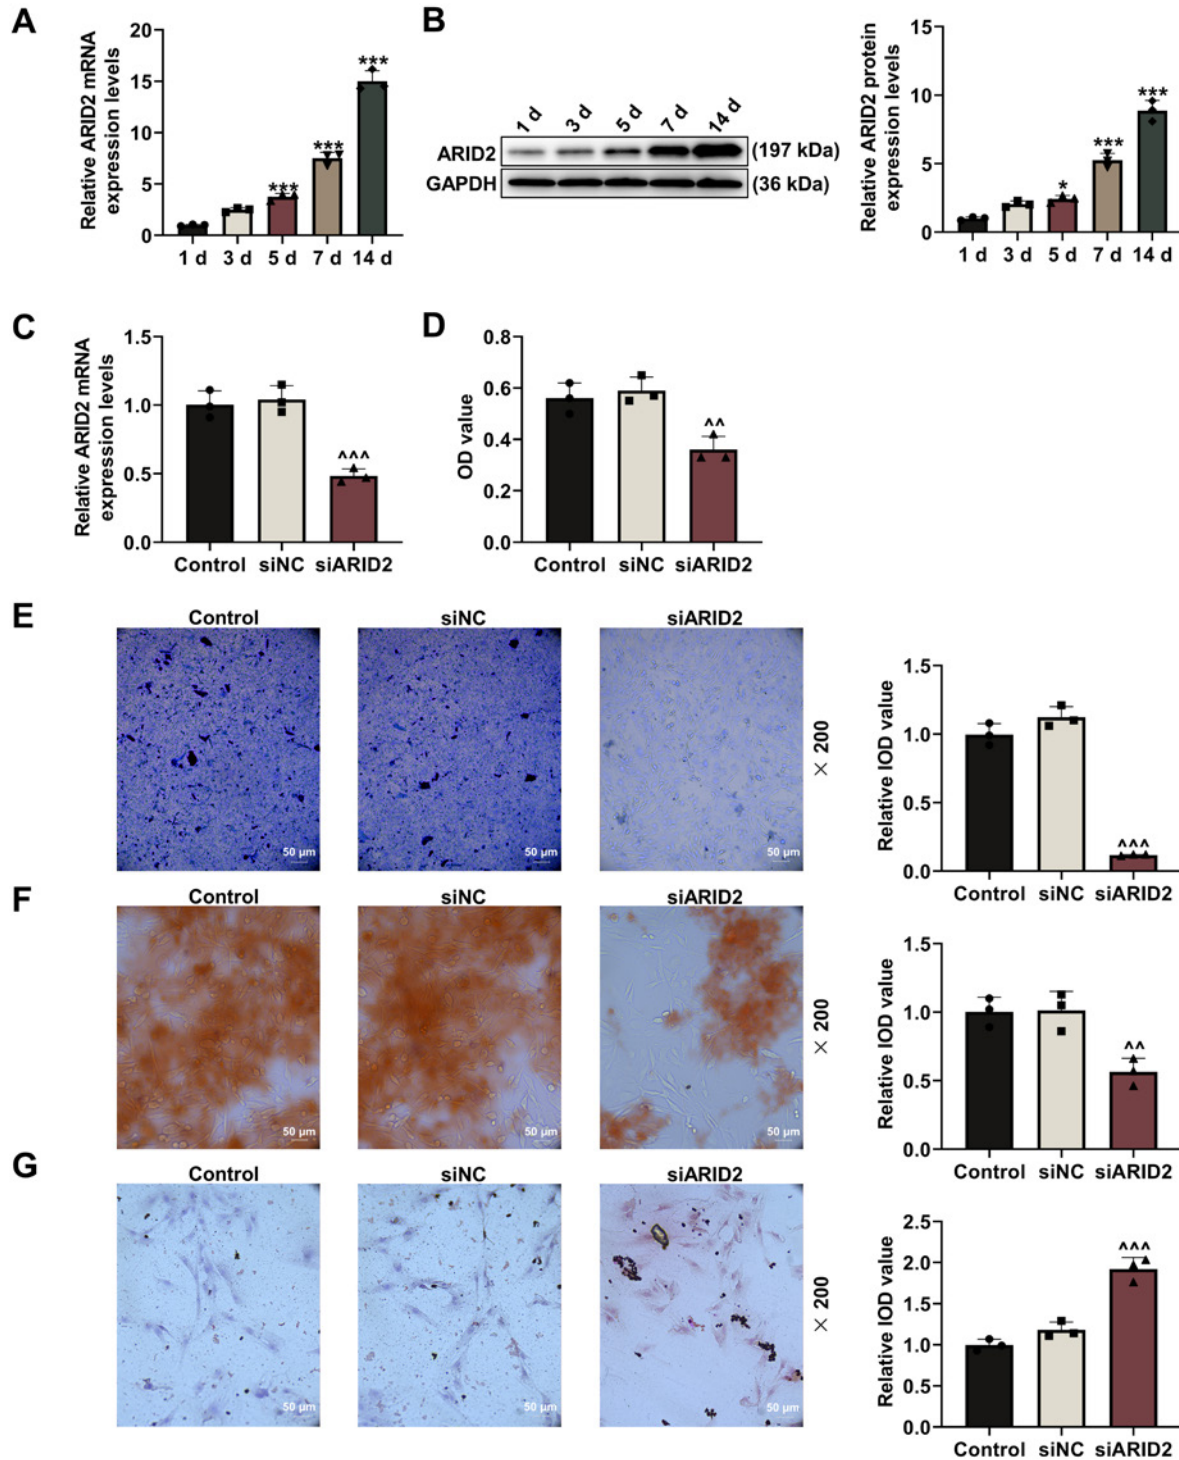 A
Relative ARID2 mRNA
expression levels
20
15
10
5
0
***
***
***
1 d 3 d 5 d 7 d 14 d
B
1 d 3 d 5 d 7 d 14 d
ARID2 (197 kDa)
GAPDH (36 kDa)
Relative ARID2 protein
expression levels
15
10
5
0
*
***
***
1 d 3 d 5 d 7 d 14 d
C
Relative ARID2 mRNA
expression levels
1.5
1.0
0.5
0.0
^^^
Control siNC siARID2
D
OD value
0.8
0.6
0.4
0.2
0.0
^^
Control siNC siARID2
E
Control siNC siARID2
50 µm 50 µm 50 µm
× 200
Relative IOD value
1.5
1.0
0.5
0.0
^^^
Control siNC siARID2
F
Control siNC siARID2
50 µm 50 µm 50 µm
× 200
Relative IOD value
1.5
1.0
0.5
0.0
^^
Control siNC siARID2
G
Control siNC siARID2
50 µm 50 µm 50 µm
× 200
Relative IOD value
2.5
2.0
1.5
1.0
0.5
0.0
^^^
Control siNC siARID2